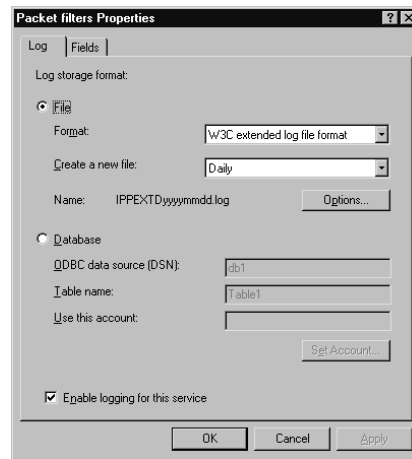 Packet filters Properties
Log Fields
Log storage format:
File
Format: W3C extended log file format
Create a new file: Daily
Name: IPPEXTDyyyymmdd.log Options...
Database
ODBC data source (DSN): db1
Table name: Table1
Use this account:
Set Account...
Enable logging for this service
OK Cancel Apply